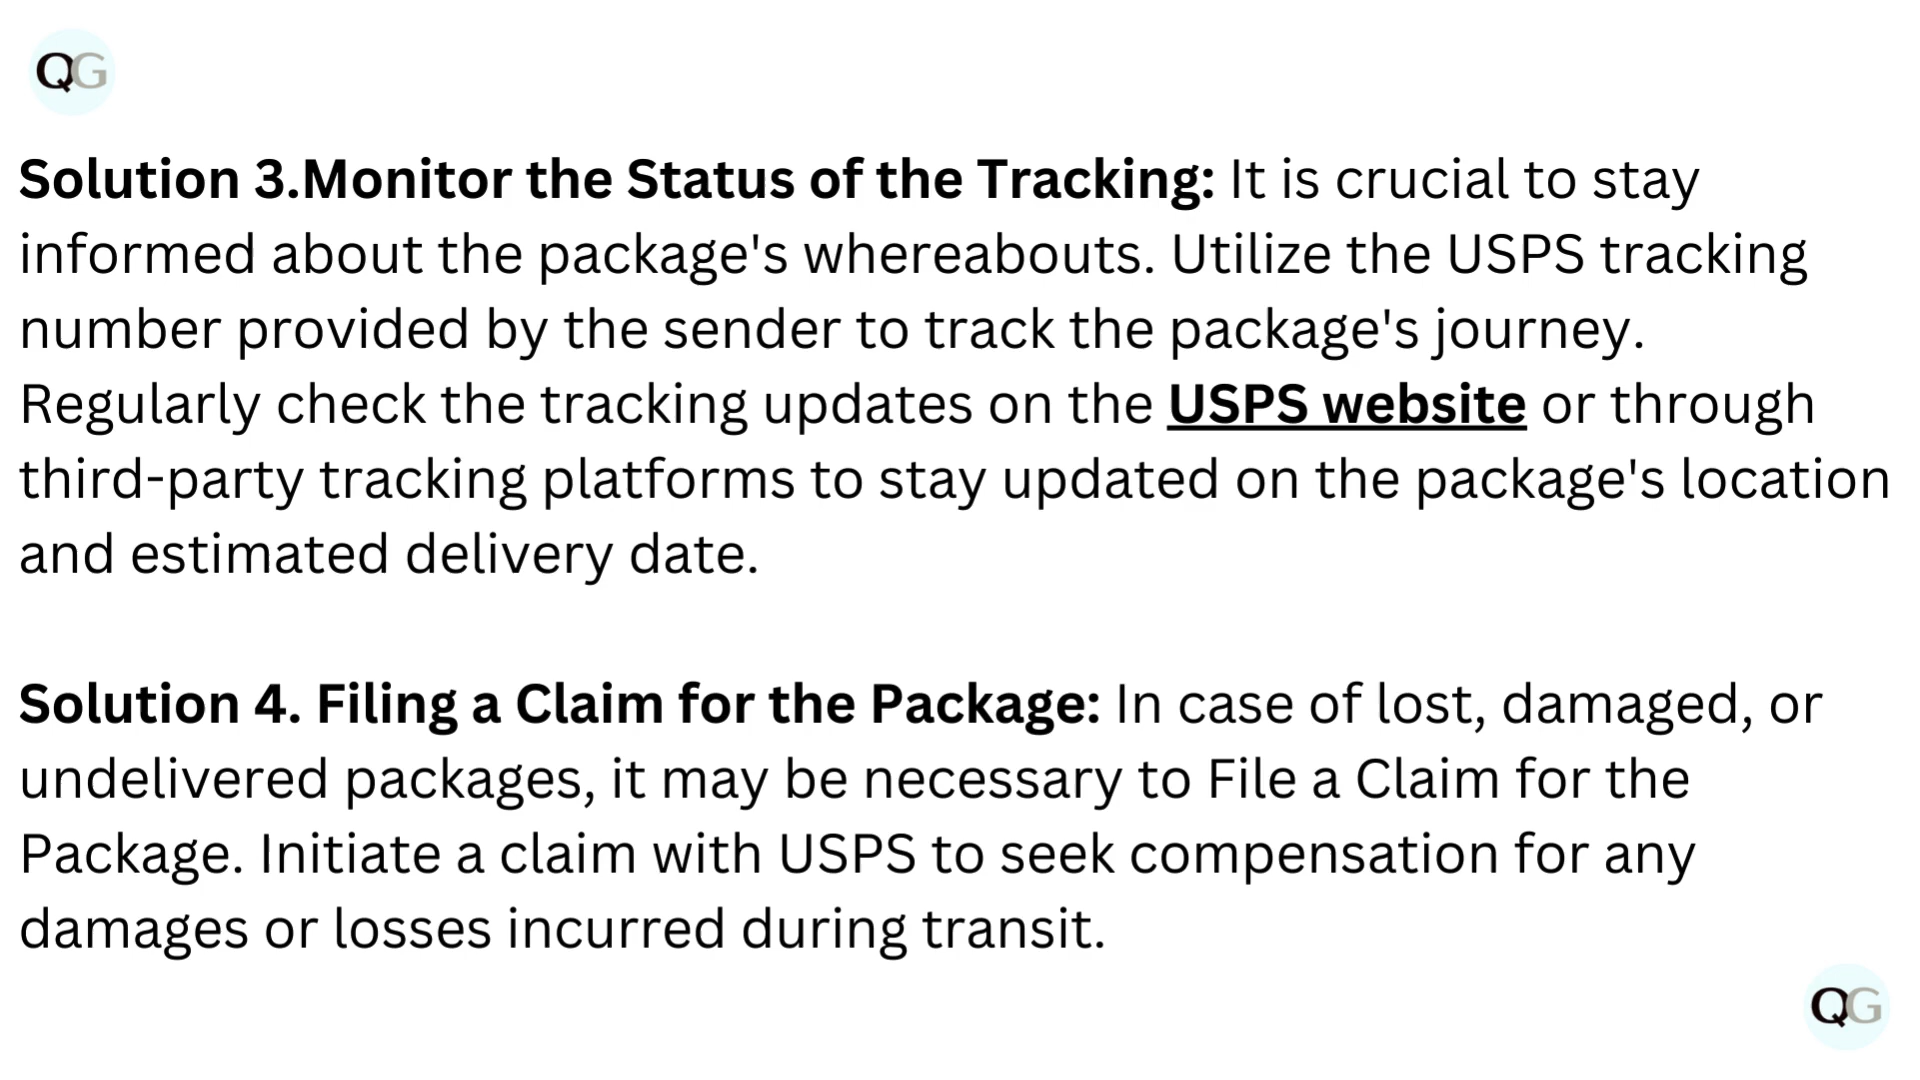 QG
Solution 3.Monitor the Status of the Tracking: It is crucial to stay
informed about the package's whereabouts. Utilize the USPS tracking
number provided by the sender to track the package's journey.
Regularly check the tracking updates on the USPS website or through
third-party tracking platforms to stay updated on the package's location
and estimated delivery date.
Solution 4. Filing a Claim for the Package: In case of lost, damaged, or
undelivered packages, it may be necessary to File a Claim for the
Package. Initiate a claim with USPS to seek compensation for any
damages or losses incurred during transit.
QG